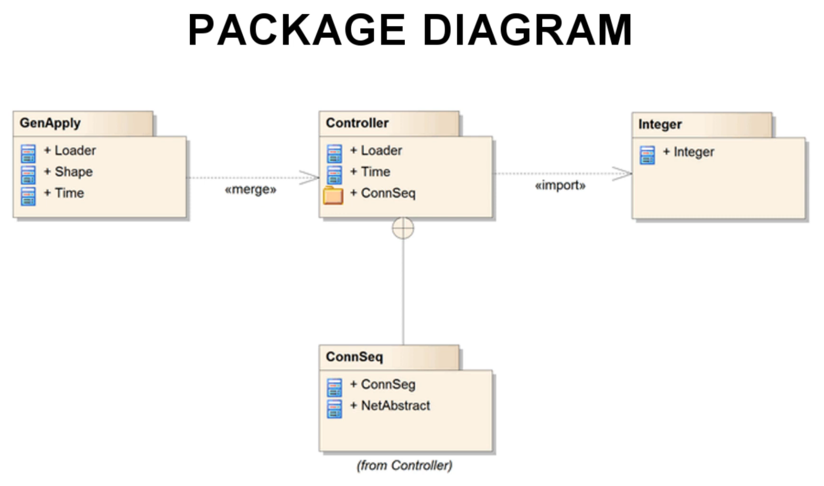 PACKAGE DIAGRAM
GenApply
+ Loader
+ Shape
+ Time
«merge»
Controller
+ Loader
+ Time
+ ConnSeq
«import»
Integer
+ Integer
ConnSeq
+ ConnSeg
+ NetAbstract
(from Controller)